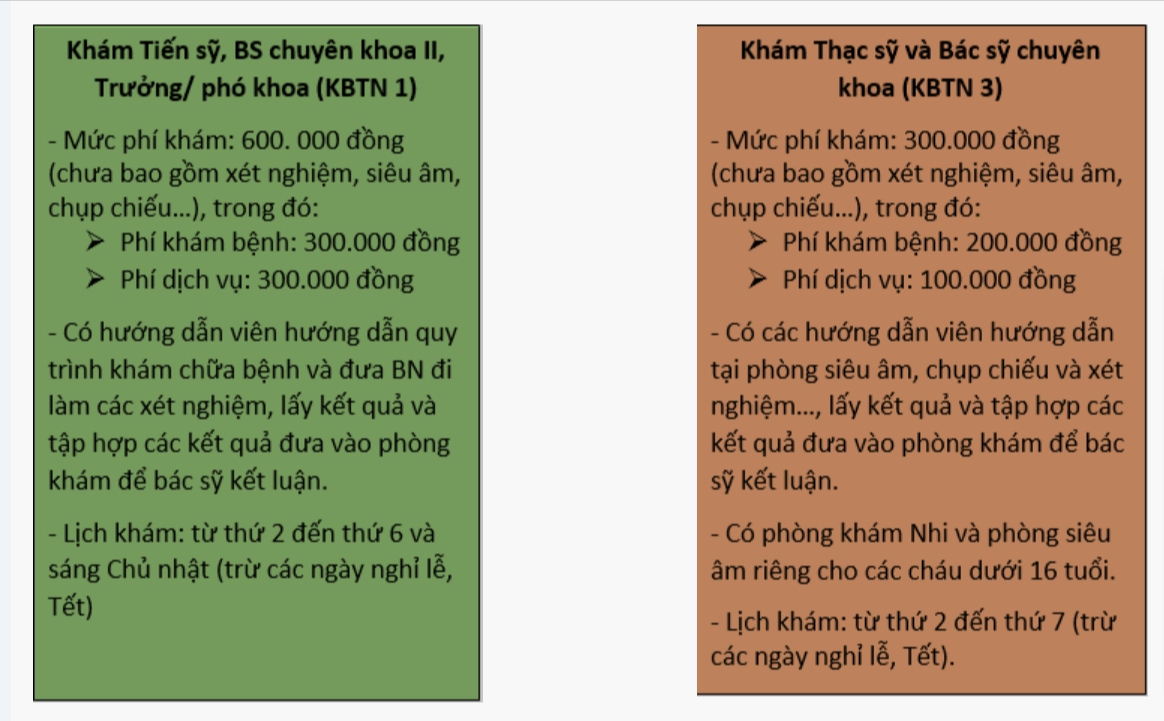 Khám Tiến sỹ, BS chuyên khoa II,
Trưởng/ phó khoa (KBTN 1)
- Mức phí khám: 600. 000 đồng
(chưa bao gồm xét nghiệm, siêu âm,
chụp chiếu...), trong đó:
➢ Phí khám bệnh: 300.000 đồng
➢ Phí dịch vụ: 300.000 đồng
- Có hướng dẫn viên hướng dẫn quy
trình khám chữa bệnh và đưa BN đi
làm các xét nghiệm, lấy kết quả và
tập hợp các kết quả đưa vào phòng
khám để bác sỹ kết luận.
- Lịch khám: từ thứ 2 đến thứ 6 và
sáng Chủ nhật (trừ các ngày nghỉ lễ,
Tết)
Khám Thạc sỹ và Bác sỹ chuyên
khoa (KBTN 3)
- Mức phí khám: 300.000 đồng
(chưa bao gồm xét nghiệm, siêu âm,
chụp chiếu...), trong đó:
➢ Phí khám bệnh: 200.000 đồng
➢ Phí dịch vụ: 100.000 đồng
- Có các hướng dẫn viên hướng dẫn
tại phòng siêu âm, chụp chiếu và xét
nghiệm..., lấy kết quả và tập hợp các
kết quả đưa vào phòng khám để bác
sỹ kết luận.
- Có phòng khám Nhi và phòng siêu
âm riêng cho các cháu dưới 16 tuổi.
- Lịch khám: từ thứ 2 đến thứ 7 (trừ
các ngày nghỉ lễ, Tết).